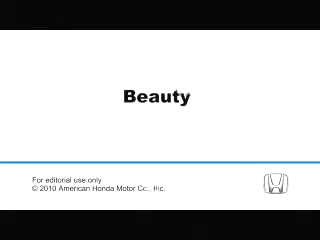 Beauty
For editorial use only
© 2010 American Honda Motor Co., Inc.